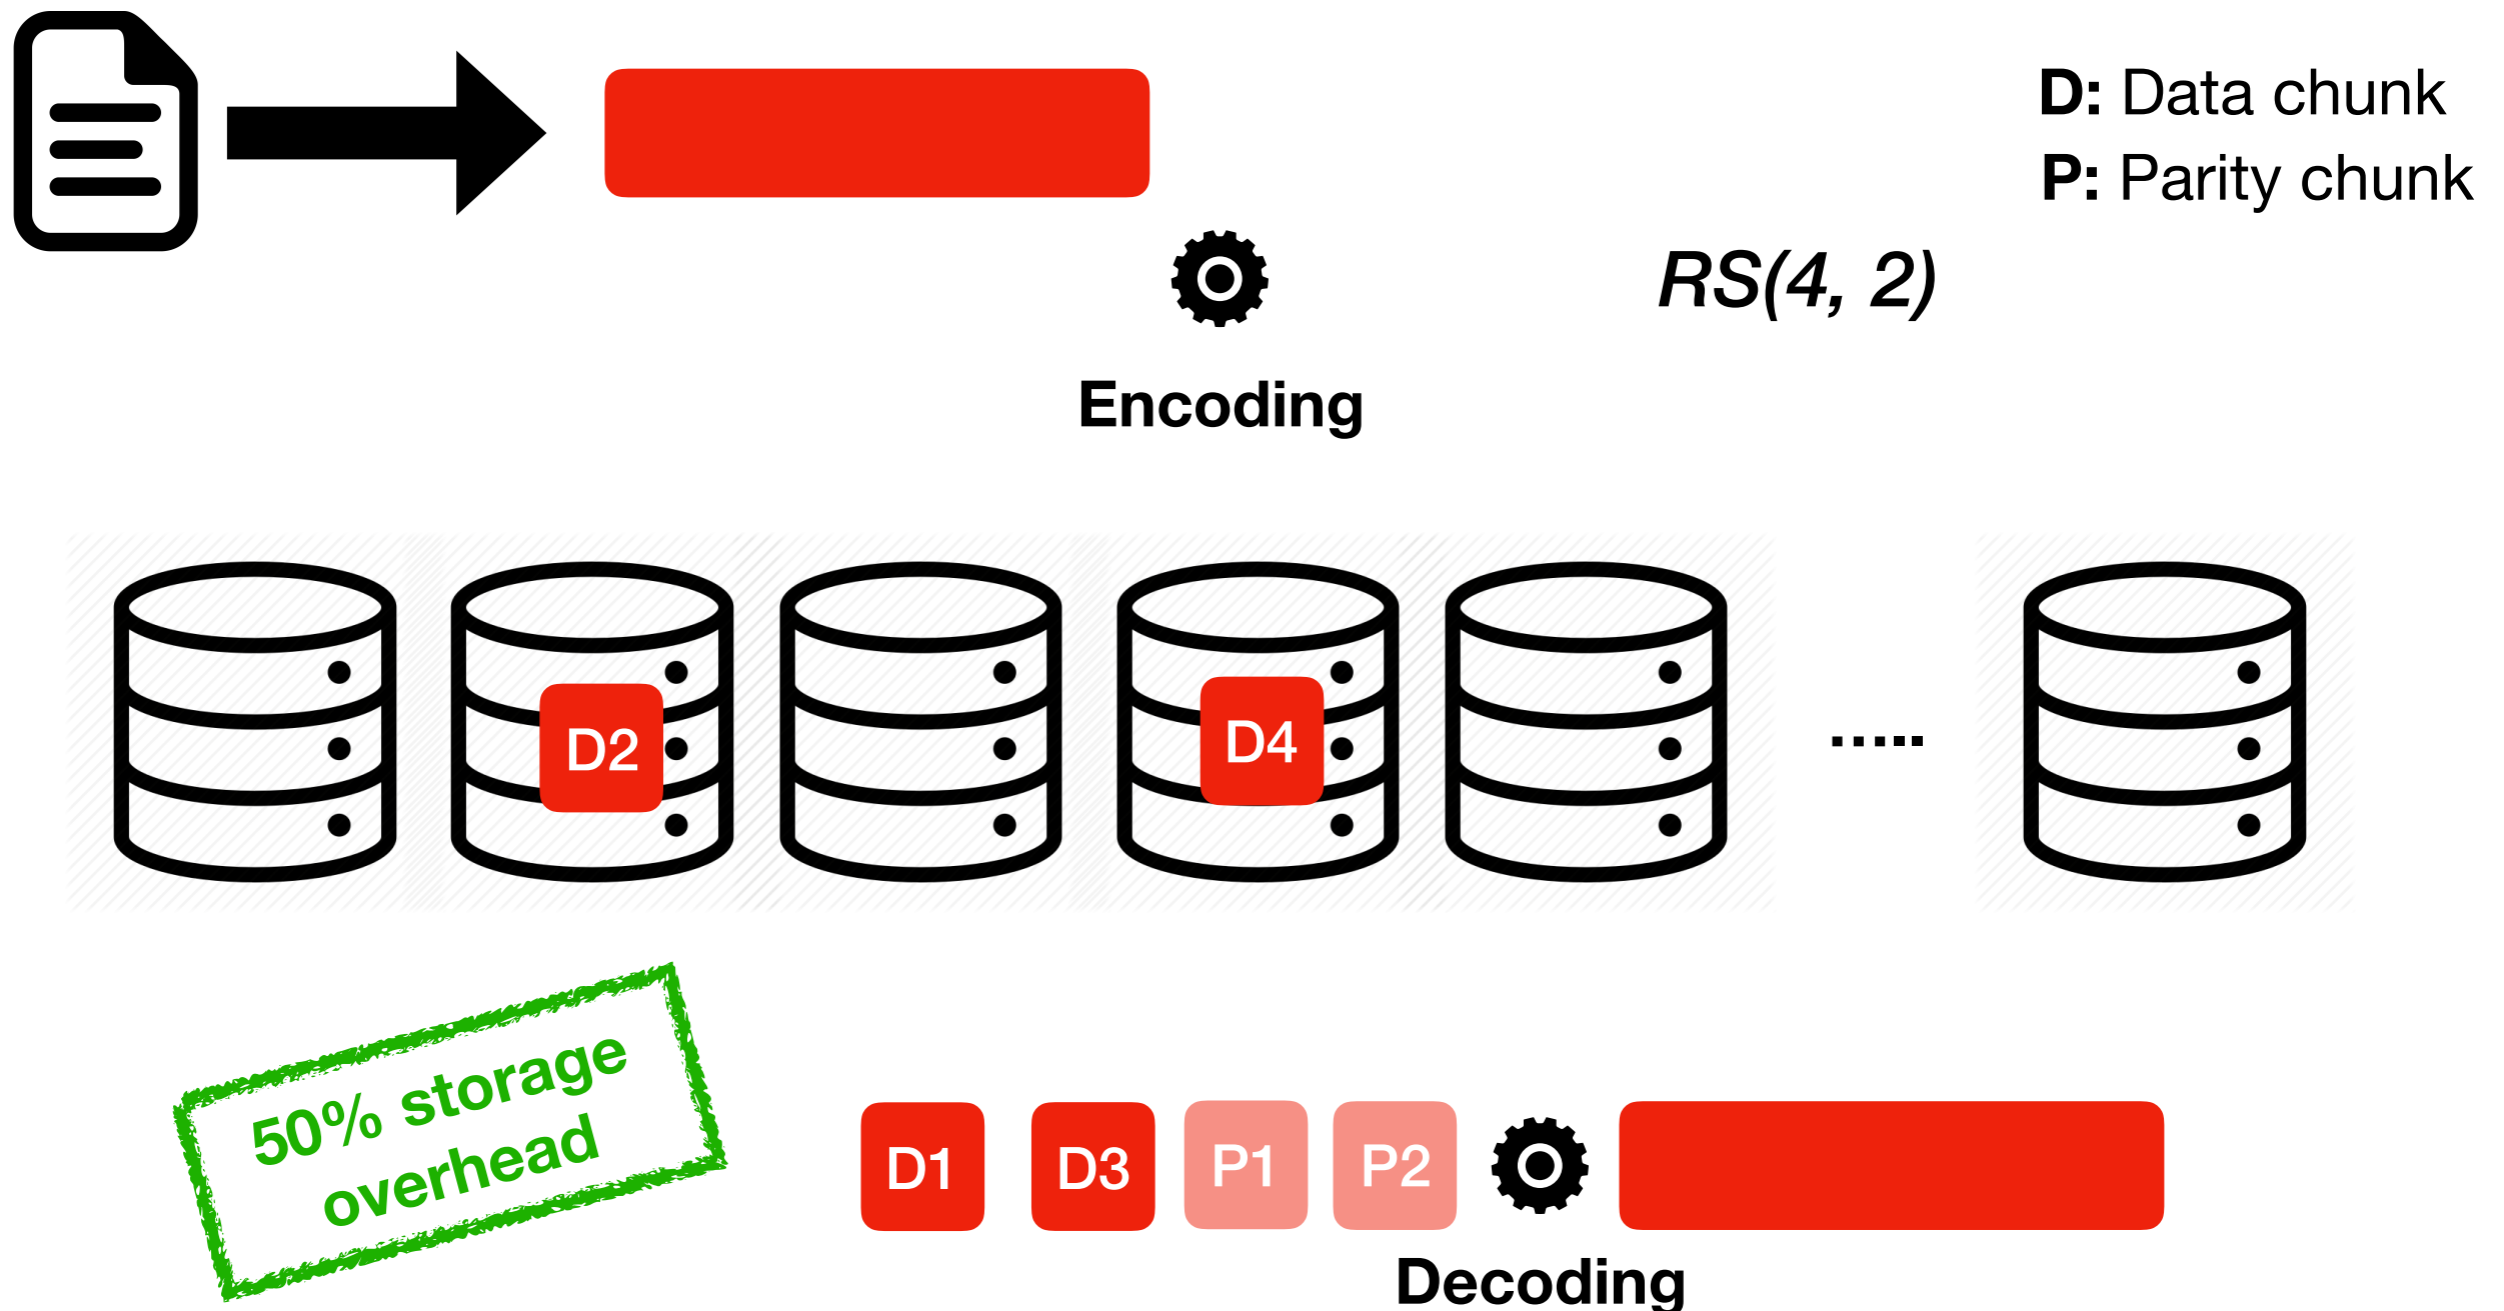 D: Data chunk
P: Parity chunk
RS(4, 2)
Encoding
D2
D4
.....
50% storage
overhead
D1
D3
P1
P2
Decoding